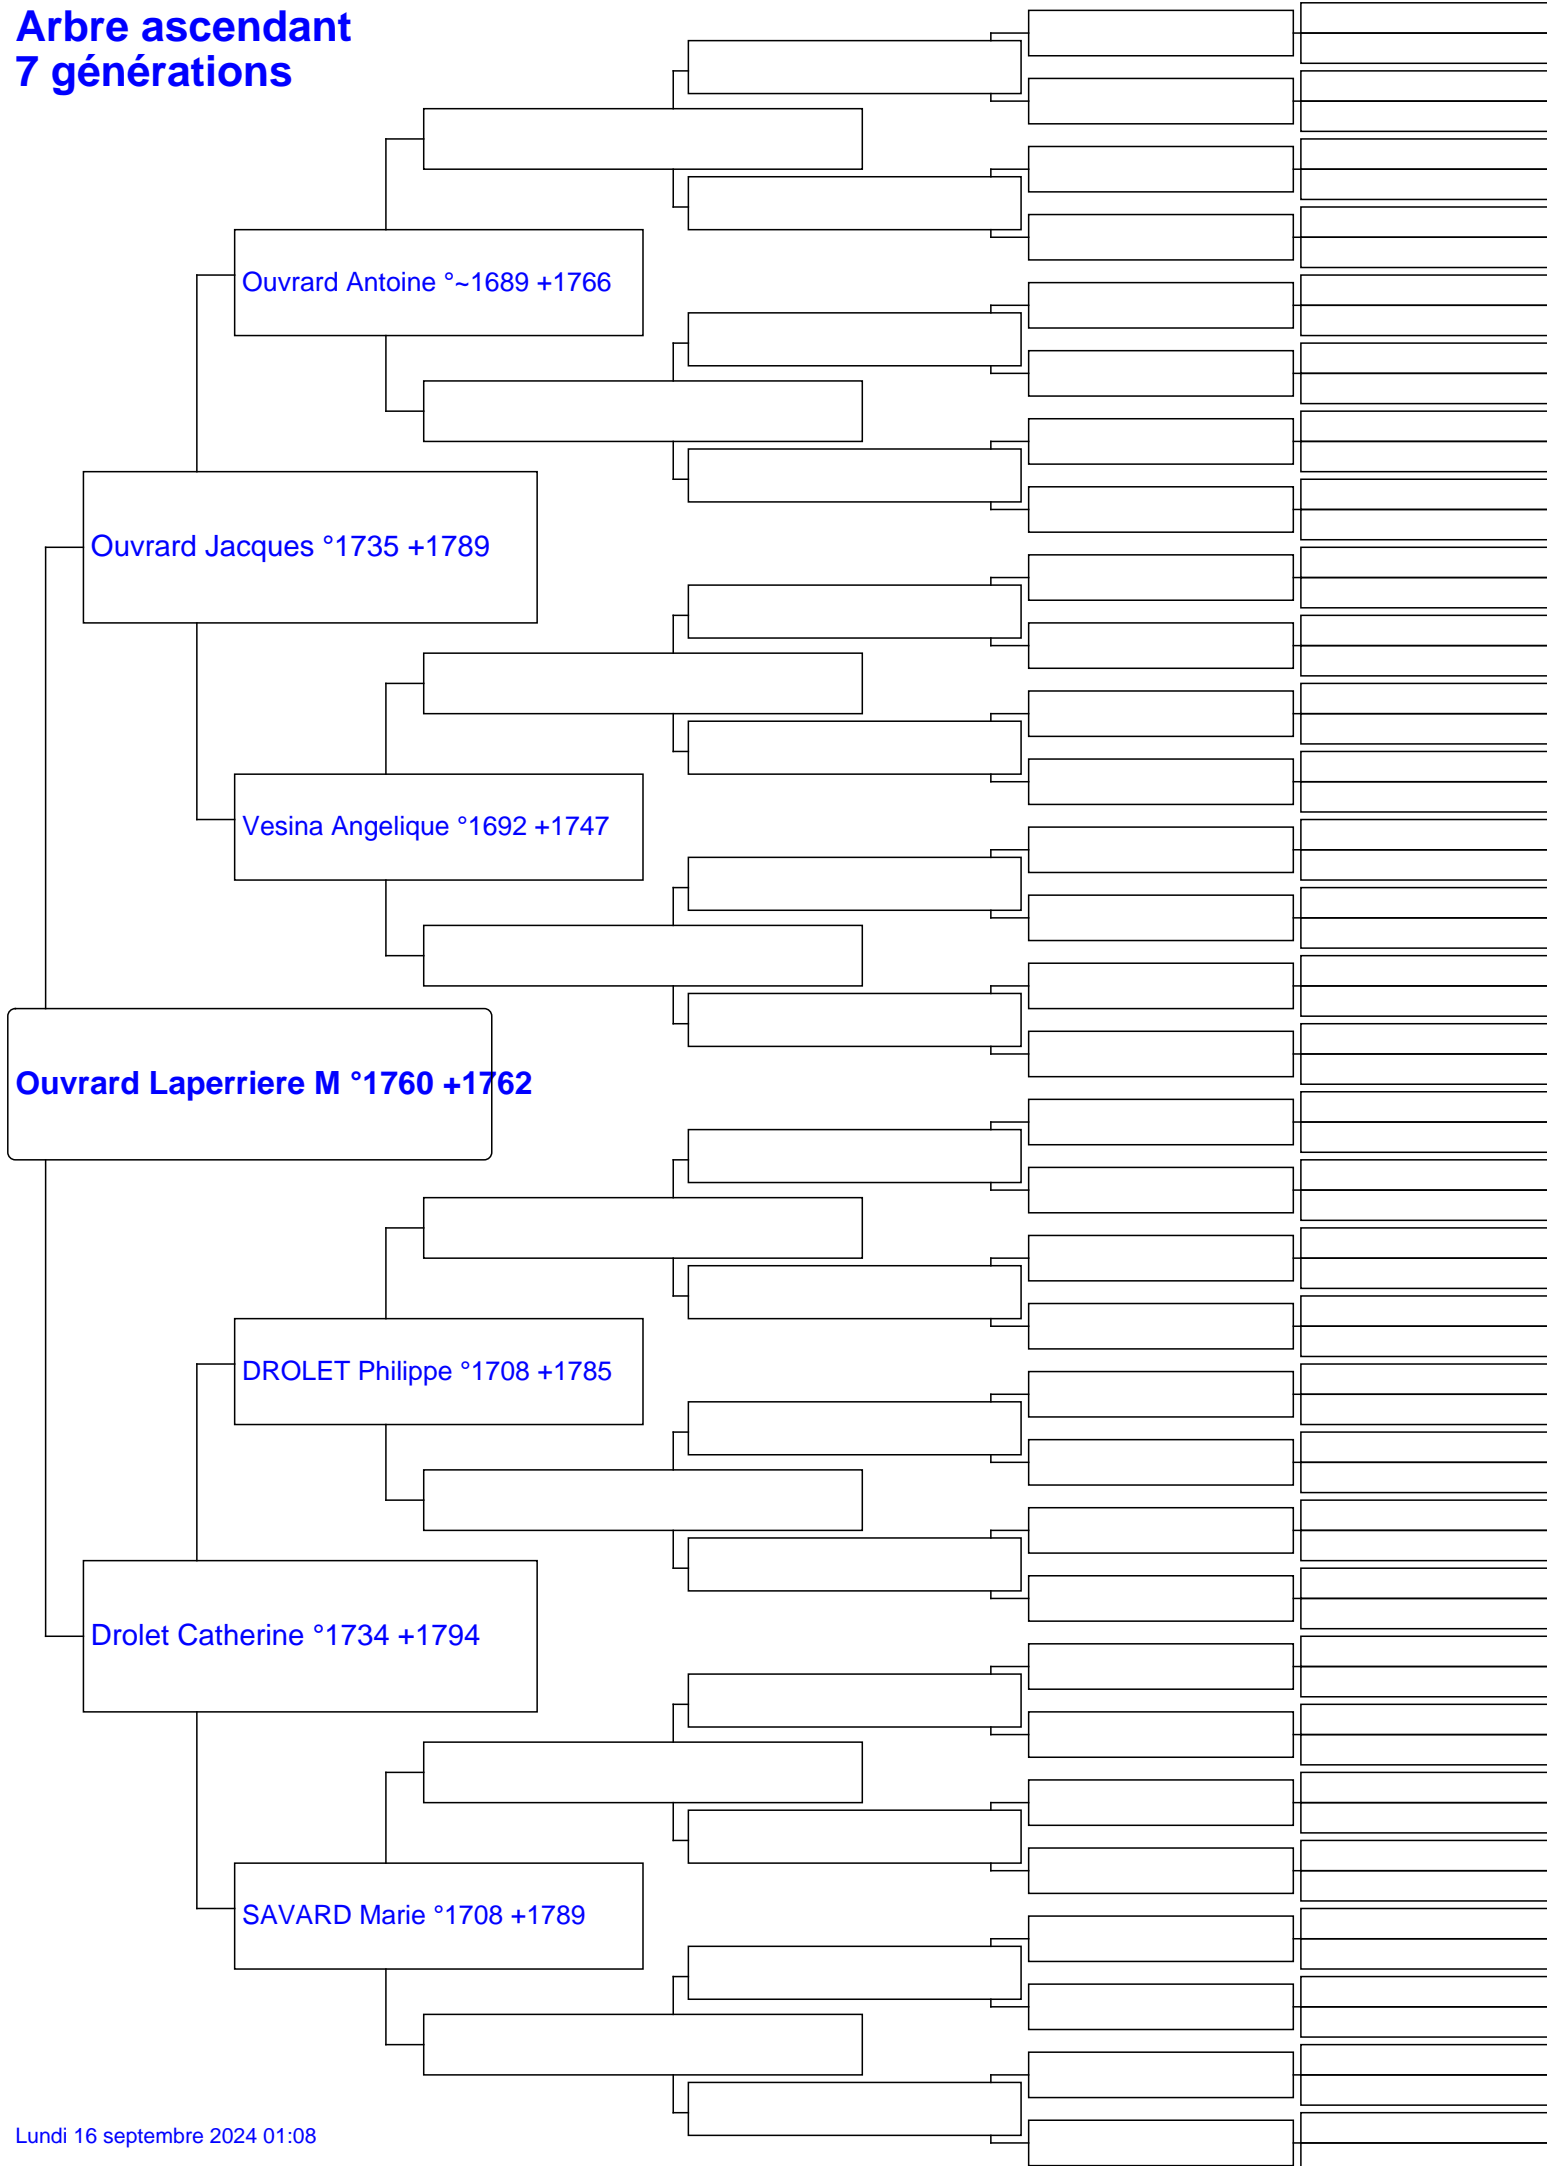 Arbre ascendant
7 générations
Ouvrard Antoine °~1689 +1766
Ouvrard Jacques °1735 +1789
Vesina Angelique °1692 +1747
Ouvrard Laperriere M °1760 +1762
DROLET Philippe °1708 +1785
Drolet Catherine °1734 +1794
SAVARD Marie °1708 +1789
Lundi 16 septembre 2024 01:08